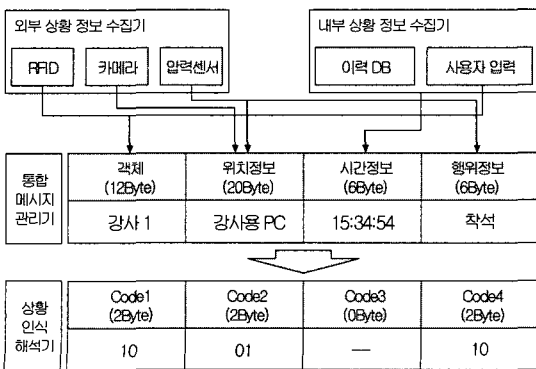 외부 상황 정보 수집기
내부 상황 정보 수집기
RFID
카메라
압력센서
이력 DB
사용자 입력
통합
메시지
관리기
객체
(12Byte)
위치정보
(20Byte)
시간정보
(6Byte)
행위정보
(6Byte)
강사 1
강사용 PC
15:34:54
착석
상황
인식
해석기
Code1
(2Byte)
Code2
(2Byte)
Code3
(0Byte)
Code4
(2Byte)
10
01
—
10